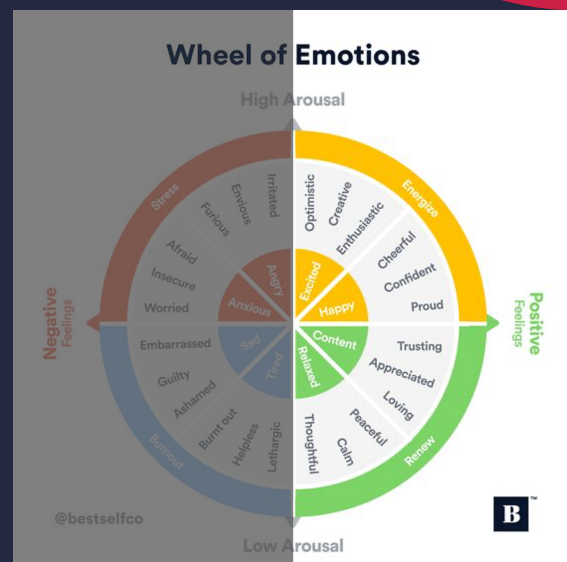 Wheel of Emotions
High Arousal
Stress
Energize
Irritated
Envious
Furious
Afraid
Insecure
Worried
Angry
Anxious
Optimistic
Creative
Enthusiastic
Cheerful
Confident
Proud
Excited
Happy
Negative
Feelings
Positive
Feelings
Embarrassed
Guilty
Ashamed
Burnt out
Helpless
Lethargic
Sad
Tired
Content
Relaxed
Trusting
Appreciated
Loving
Peaceful
Calm
Thoughtful
Burnout
Renew
@bestselfco
B
™
Low Arousal